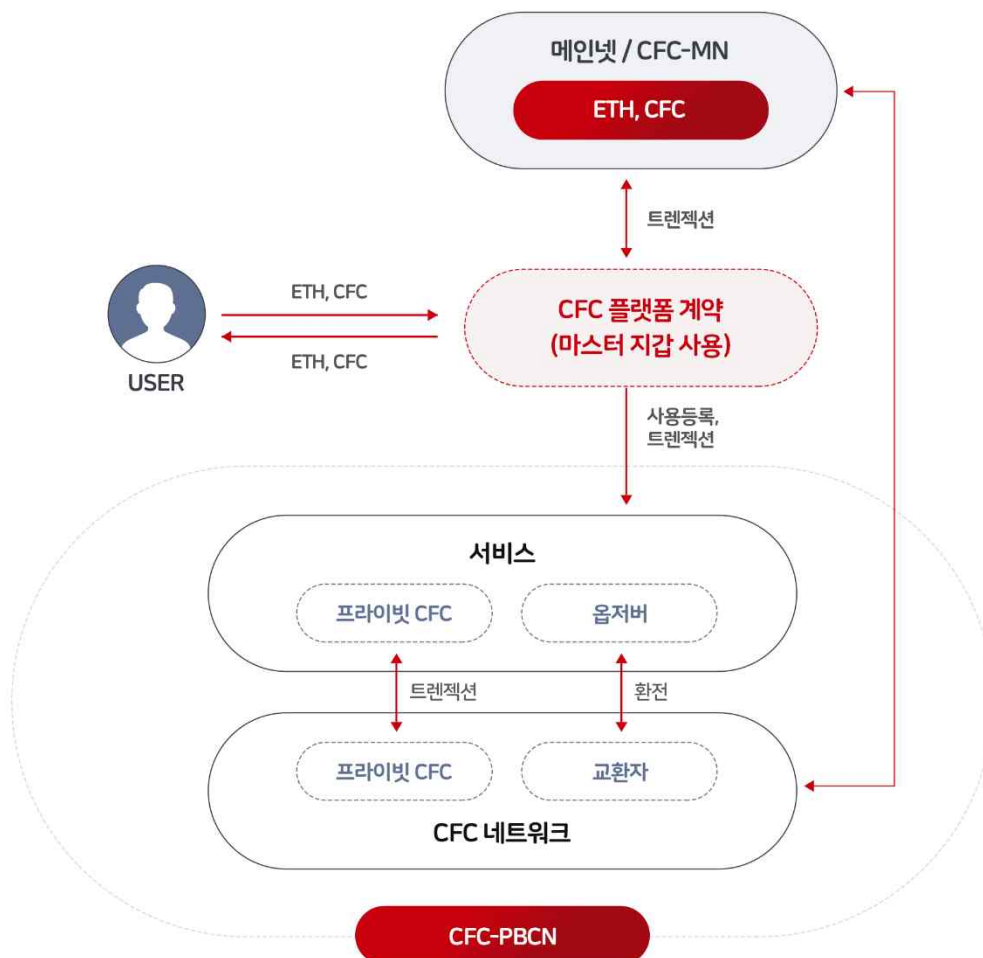 메인넷 / CFC-MN
ETH, CFC
트렌젝션
ETH, CFC
ETH, CFC
USER
CFC 플랫폼 계약
(마스터 지갑 사용)
사용등록,
트렌젝션
서비스
프라이빗 CFC
옵저버
트렌젝션
환전
프라이빗 CFC
교환자
CFC 네트워크
CFC-PBCN